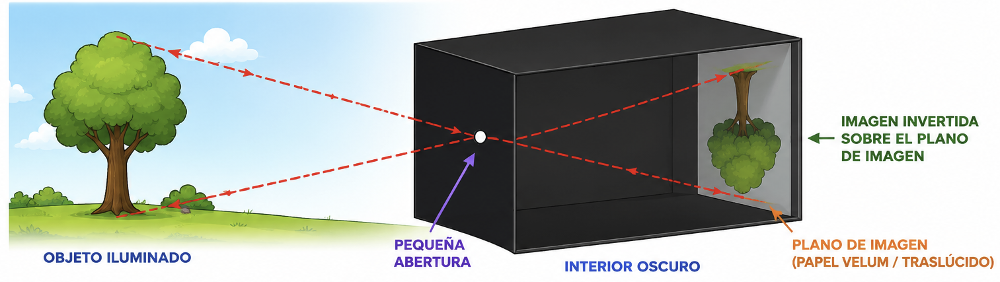 OBJETO ILUMINADO
PEQUEÑA
ABERTURA
INTERIOR OSCURO
IMAGEN INVERTIDA
SOBRE EL PLANO
DE IMAGEN
PLANO DE IMAGEN
(PAPEL VELUM / TRASLÚCIDO)